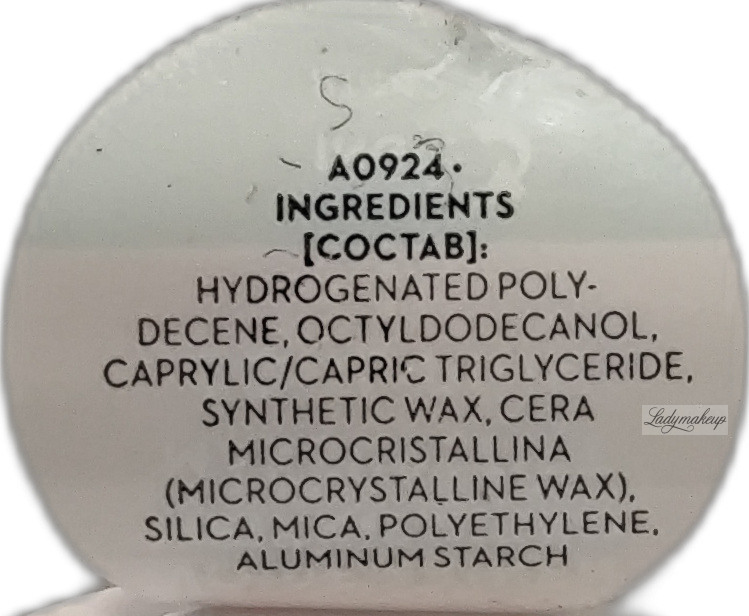 A0924·
INGREDIENTS
[COCTAB]:
HYDROGENATED POLY-
DECENE, OCTYLDODECANOL,
CAPRYLIC/CAPRIC TRIGLYCERIDE,
SYNTHETIC WAX, CERA
MICROCRISTALLINA
(MICROCRYSTALLINE WAX),
SILICA, MICA, POLYETHYLENE,
ALUMINUM STARCH
Ladymakeup